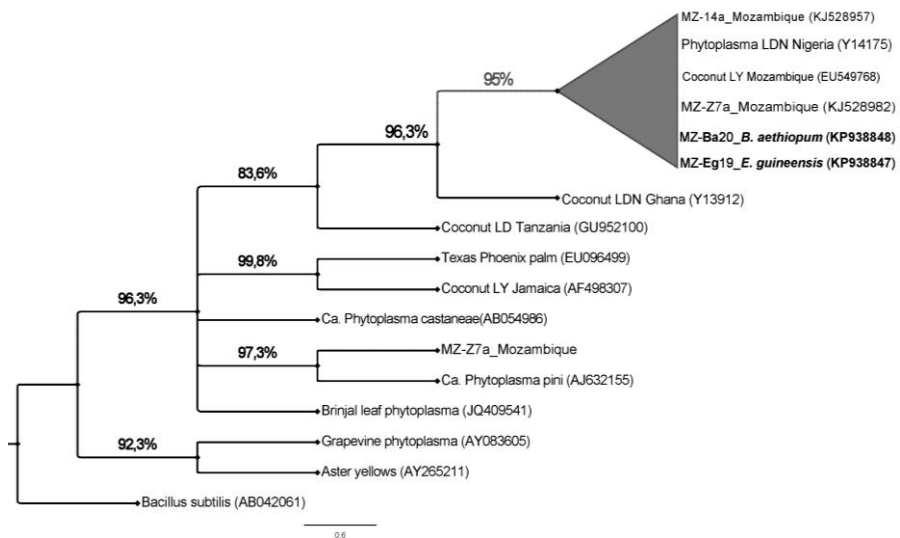 MZ-14a_Mozambique (KJ528957)
Phytoplasma LDN Nigeria (Y14175)
95%
Coconut LY Mozambique (EU549768)
MZ-Z7a_Mozambique (KJ528982)
96,3%
MZ-Ba20_B. aethiopum (KP938848)
MZ-Eg19_E. guineensis (KP938847)
83,6%
Coconut LDN Ghana (Y13912)
Coconut LD Tanzania (GU952100)
99,8%
Texas Phoenix palm (EU096499)
Coconut LY Jamaica (AF498307)
96,3%
Ca. Phytoplasma castaneae(AB054986)
97,3%
MZ-Z7a_Mozambique
Ca. Phytoplasma pini (AJ632155)
Brinjal leaf phytoplasma (JQ409541)
92,3%
Grapevine phytoplasma (AY083605)
Aster yellows (AY265211)
Bacillus subtilis (AB042061)
0.6